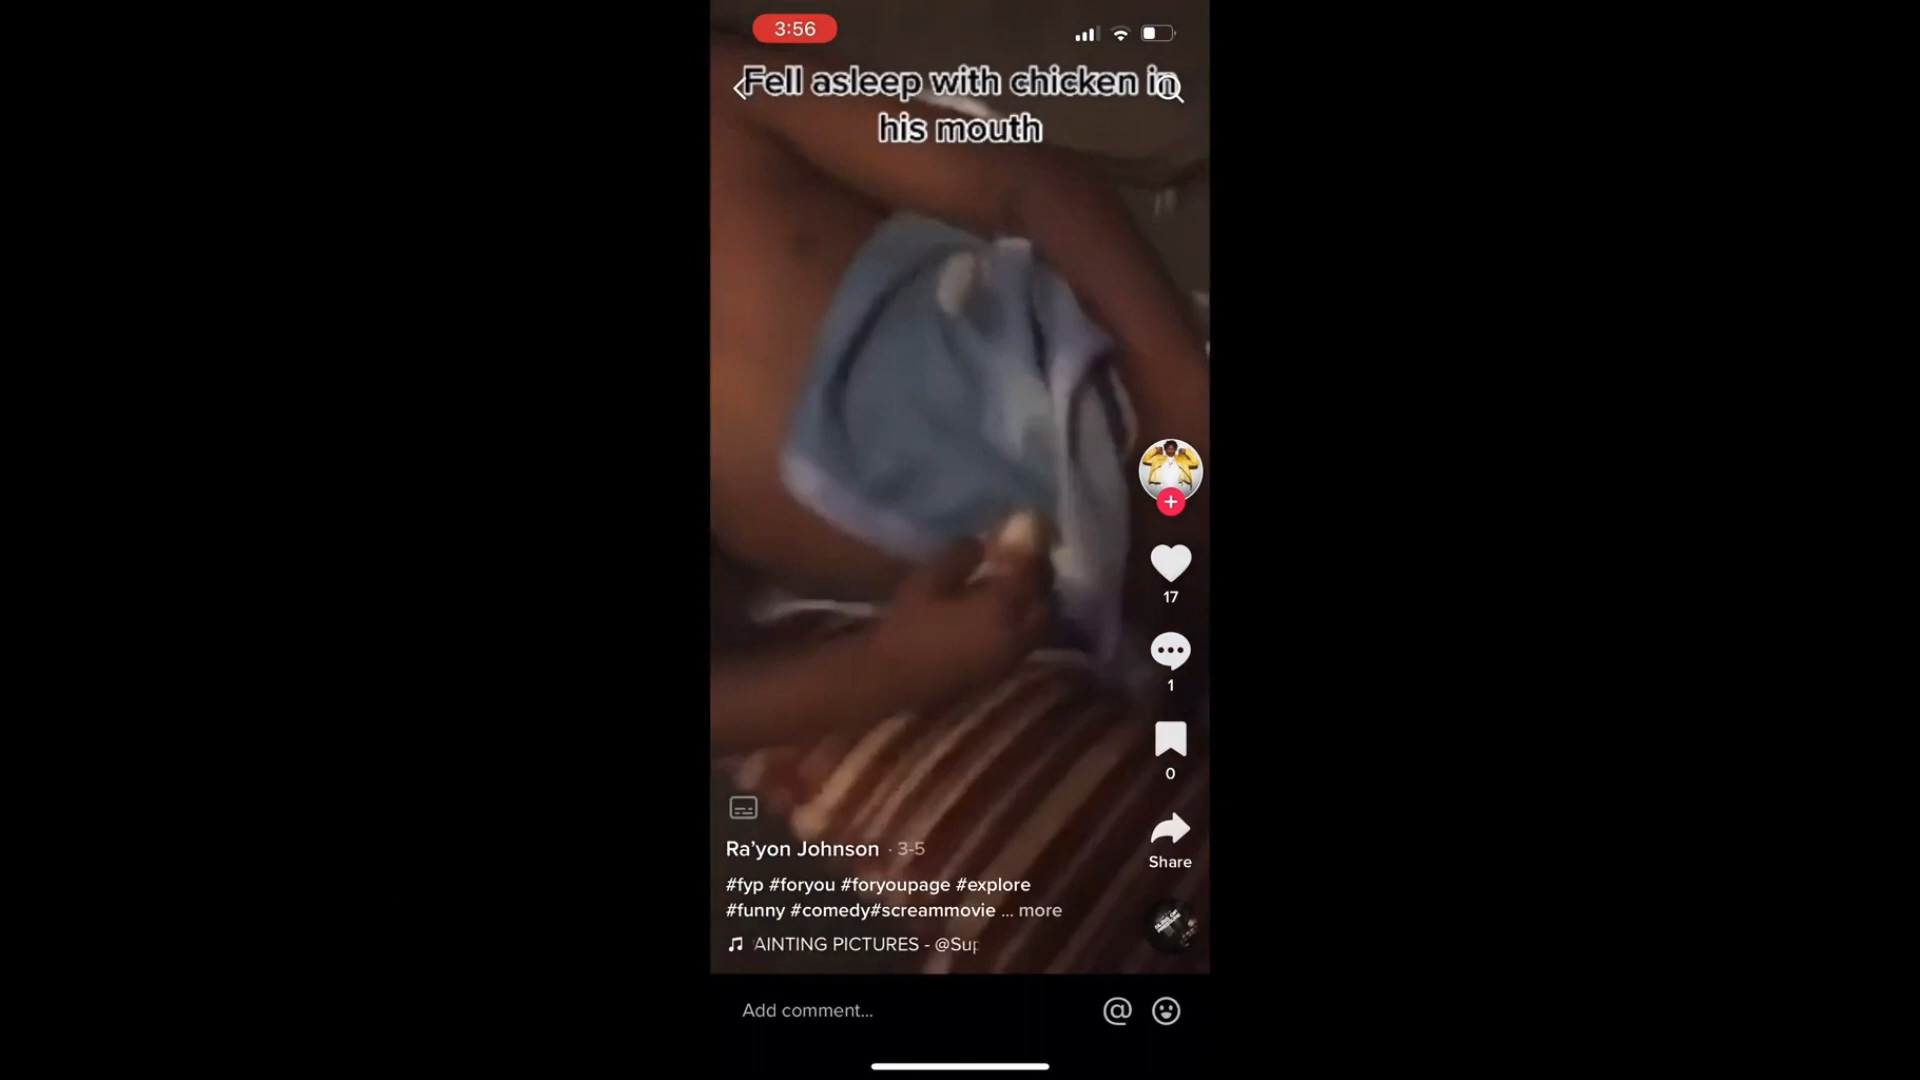 3:56
Fell asleep with chicken in
his mouth
17
1
0
Share
Ra’yon Johnson · 3-5
#fyp #foryou #foryoupage #explore
#funny #comedy#screammovie ... more
AINTING PICTURES - @Sup
Add comment...